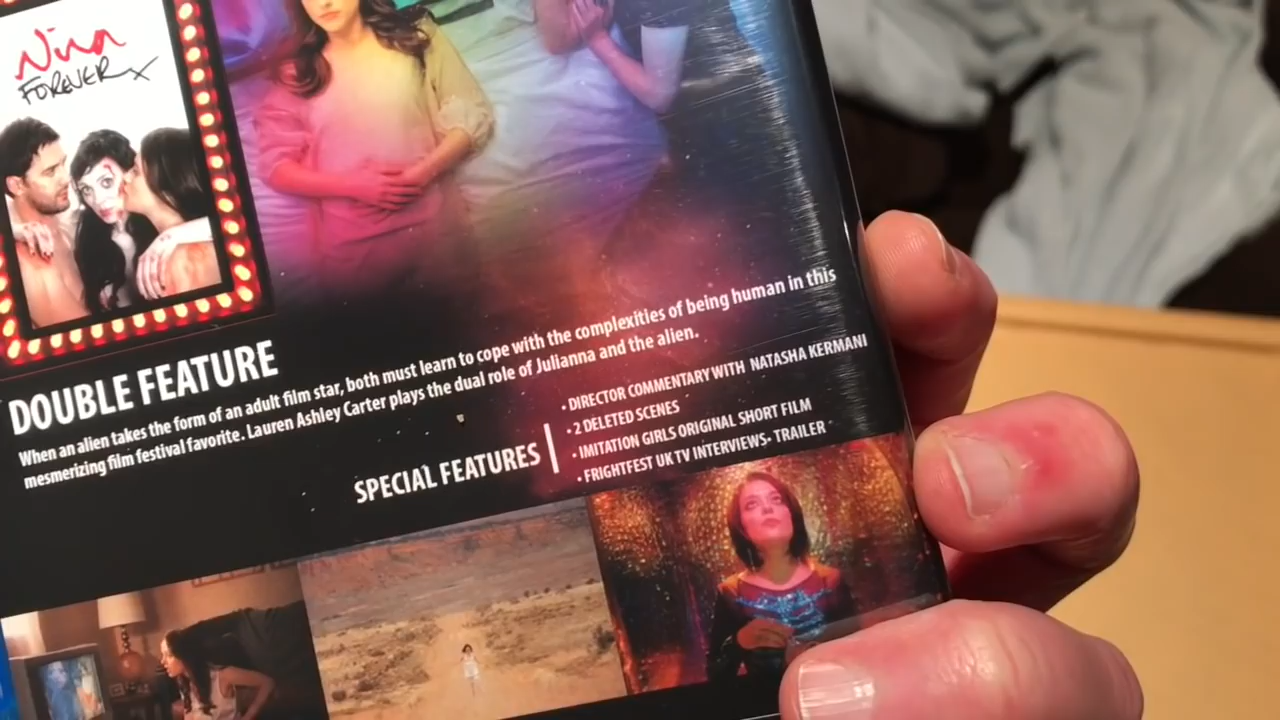 Nina
FOREVER x
DOUBLE FEATURE
When an alien takes the form of an adult film star, both must learn to cope with the complexities of being human in this
mesmerizing film festival favorite. Lauren Ashley Carter plays the dual role of Julianna and the alien.
SPECIAL FEATURES
• DIRECTOR COMMENTARY WITH NATASHA KERMANI
• 2 DELETED SCENES
• IMITATION GIRLS ORIGINAL SHORT FILM
• FRIGHTFEST UK TV INTERVIEWS• TRAILER